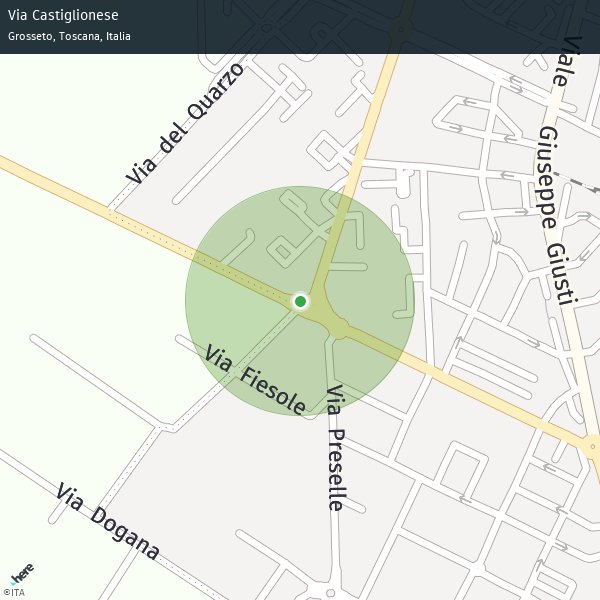 Via Castiglionese
Grosseto, Toscana, Italia
Viale Giuseppe Giusti
Via del Quarzo
Via Fiesole
Via Preselle
Via Dogana
here
©ITA